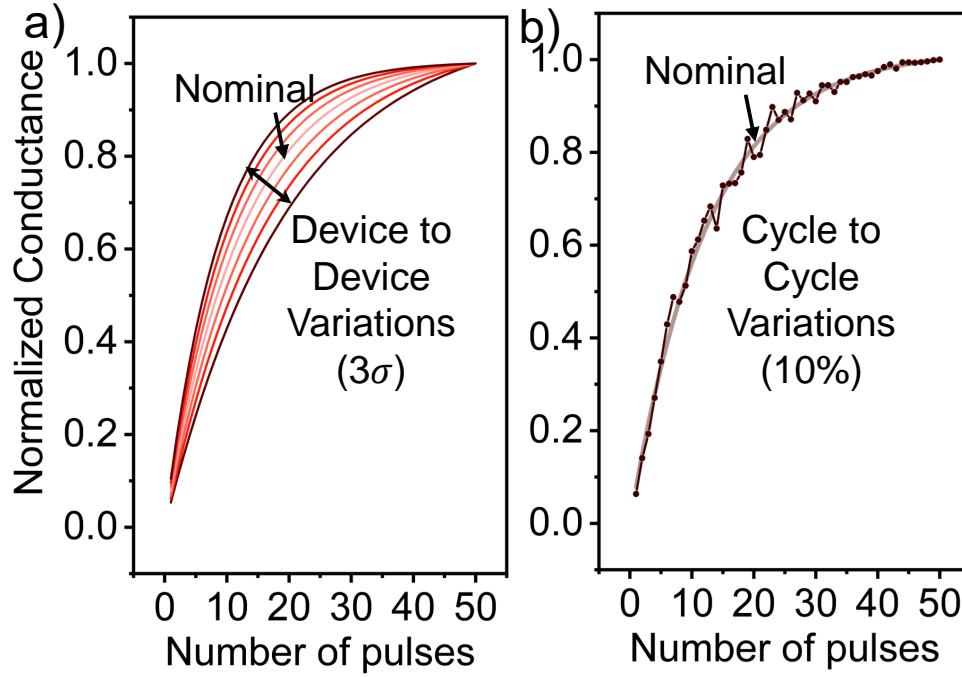 a)
Normalized Conductance
1.0
0.8
0.6
0.4
0.2
0.0
Nominal
Device to
Device
Variations
(3σ)
0 10 20 30 40 50
Number of pulses
b)
1.0
0.8
0.6
0.4
0.2
0.0
Nominal
Cycle to
Cycle
Variations
(10%)
0 10 20 30 40 50
Number of pulses